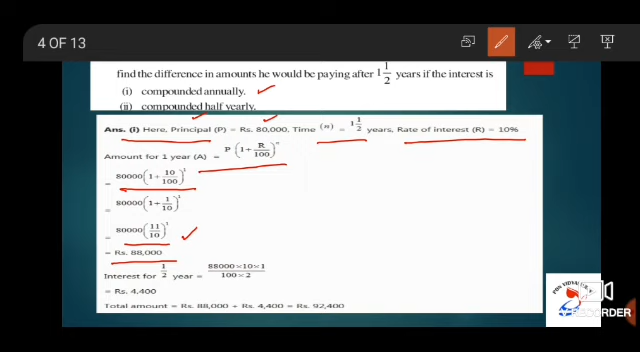 4 OF 13
find the difference in amounts he would be paying after 1 1/2 years if the interest is
(i) compounded annually.
(ii) compounded half yearly.
Ans. (i) Here, Principal (P) = Rs. 80,000, Time (n) = 1 1/2 years, Rate of interest (R) = 10%
Amount for 1 year (A) = P(1+R/100)^n
= 80000(1+10/100)^1
= 80000(1+1/10)^1
= 80000(11/10)^1
= Rs. 88,000
Interest for 1/2 year = 88000×10×1/100×2
= Rs. 4,400
Total amount = Rs. 88,000 + Rs. 4,400 = Rs. 92,400